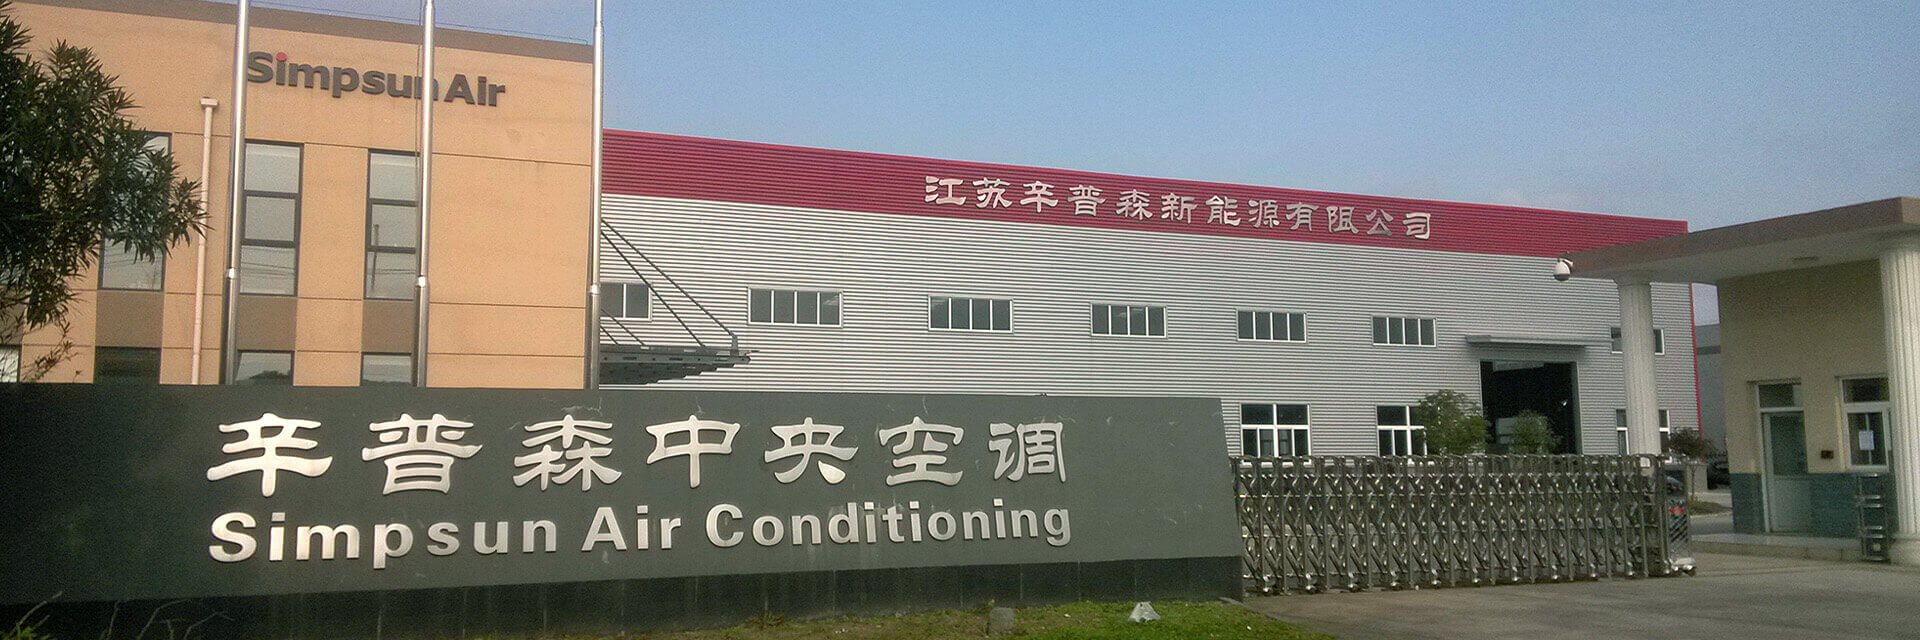 Simpsun Air
江苏辛普森新能源有限公司
辛普森中央空调
Simpsun Air Conditioning